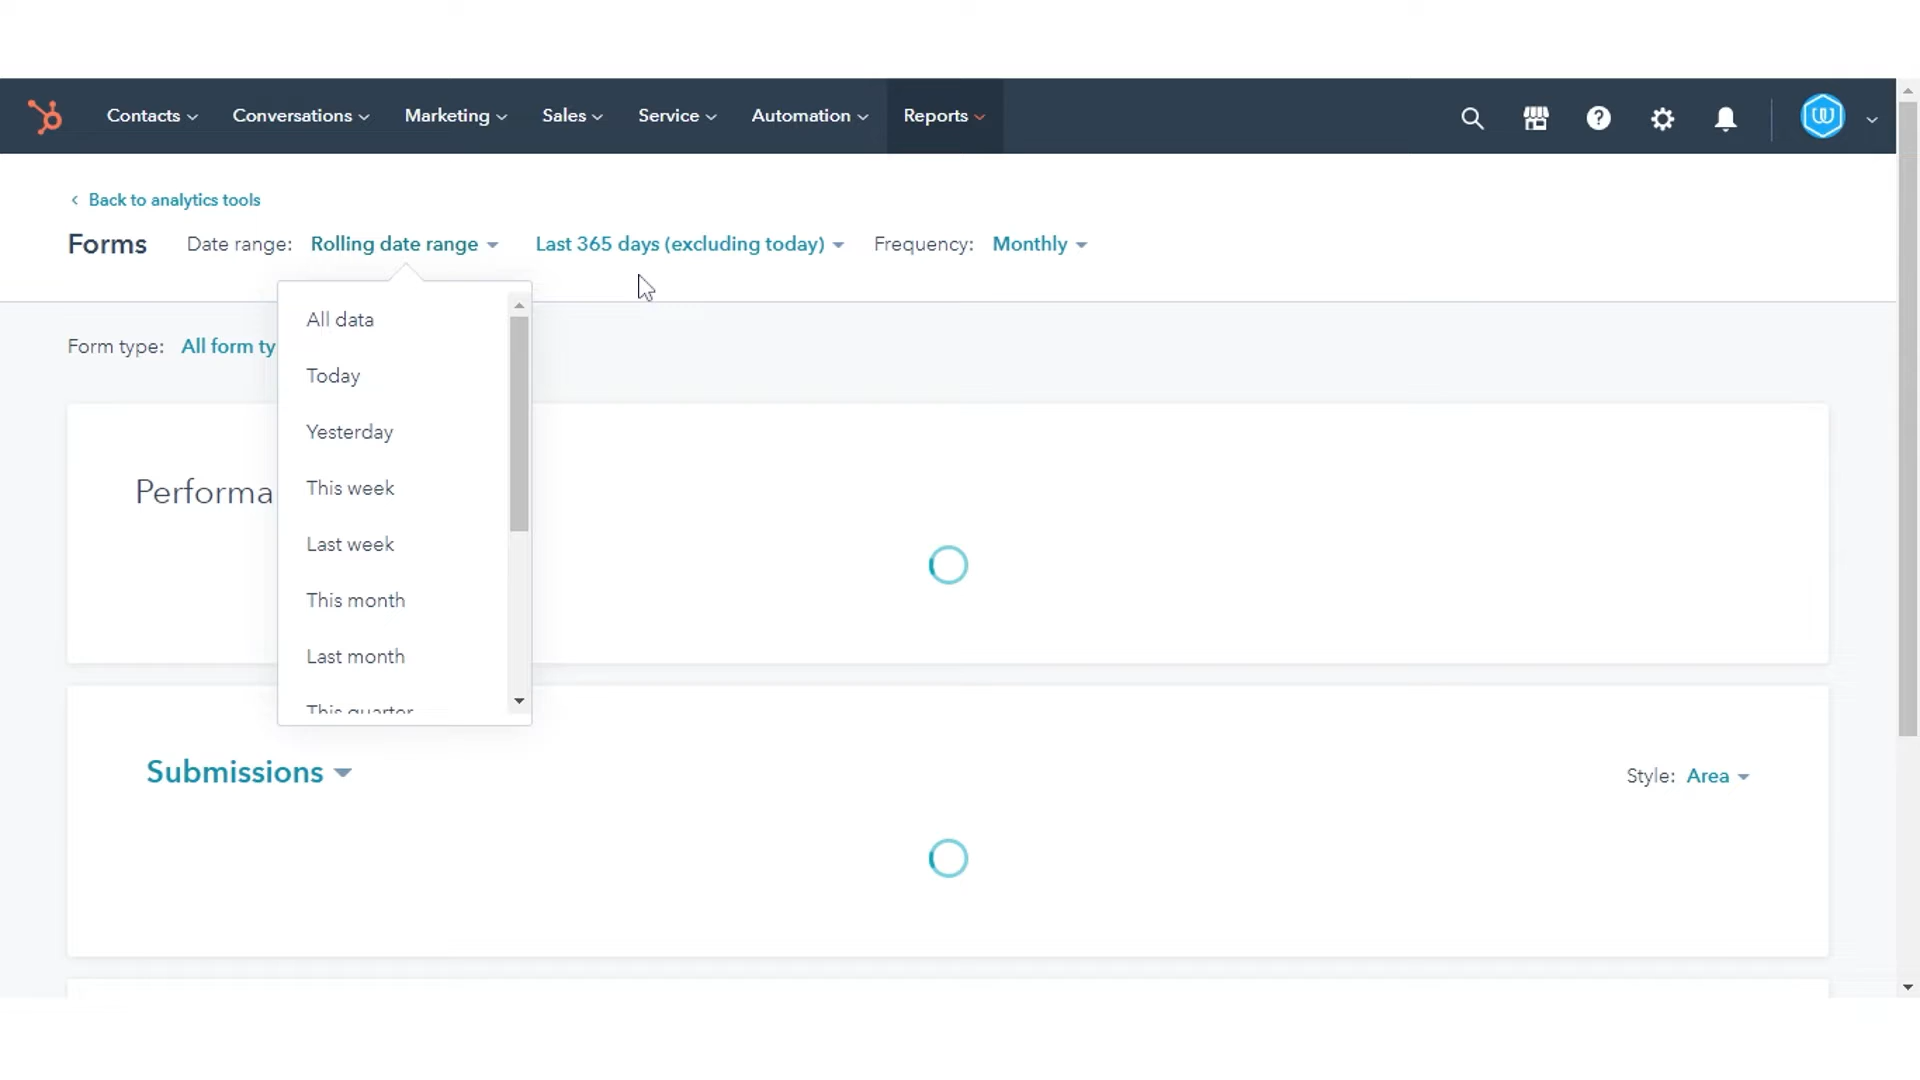 Contacts Conversations Marketing Sales Service Automation Reports
Back to analytics tools
Forms Date range: Rolling date range Last 365 days (excluding today) Frequency: Monthly
All data
Form type: All form ty
Today
Yesterday
This week
Performa
Last week
This month
Last month
This quarter
Submissions
Style: Area